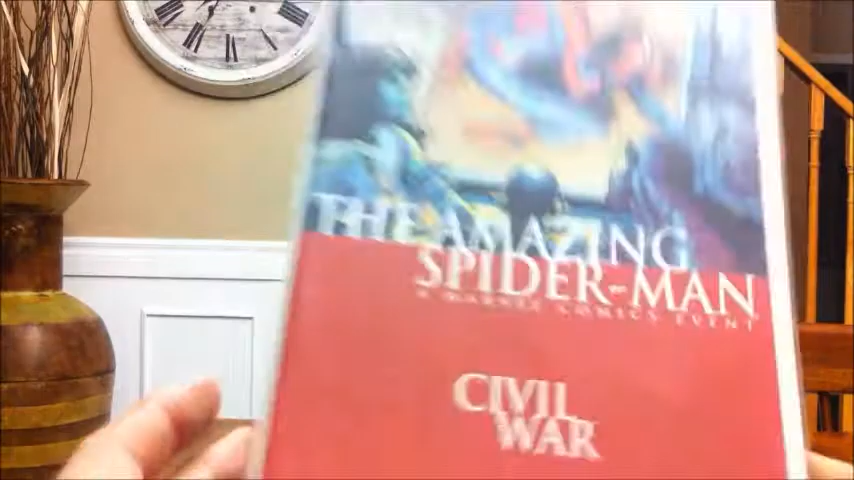 THE AMAZING
SPIDER-MAN
A MARVEL COMICS EVENT
CIVIL
WAR